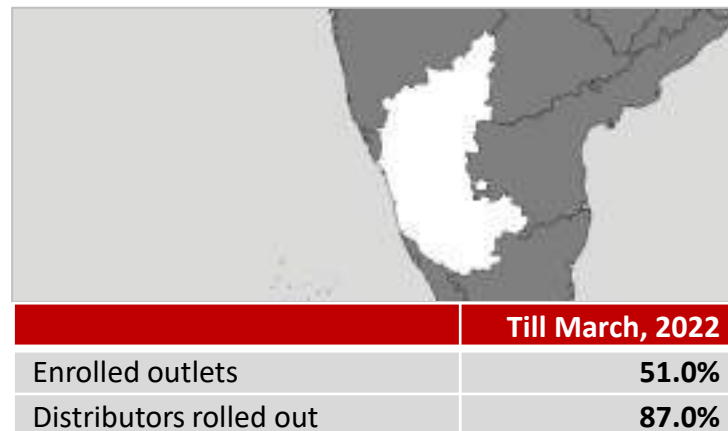 Till March, 2022
Enrolled outlets 51.0%
Distributors rolled out 87.0%